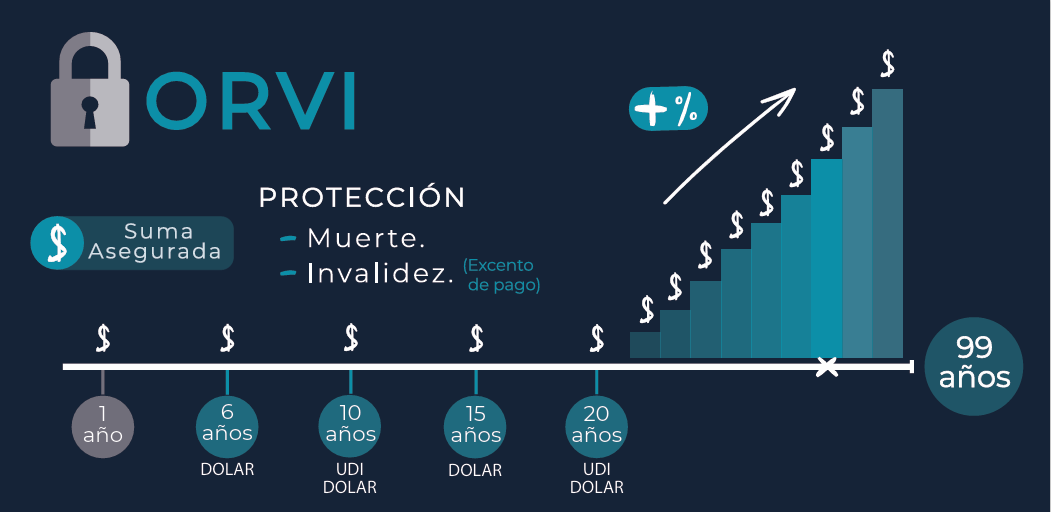 ORVI
+ %
PROTECCIÓN
$ Suma
Asegurada
– Muerte.
– Invalidez. (Excento
de pago)
$ $ $ $ $ $ $ $ $ $ $ $ $ $
1
año
6
años
DOLAR
10
años
UDI
DOLAR
15
años
DOLAR
20
años
UDI
DOLAR
99
años